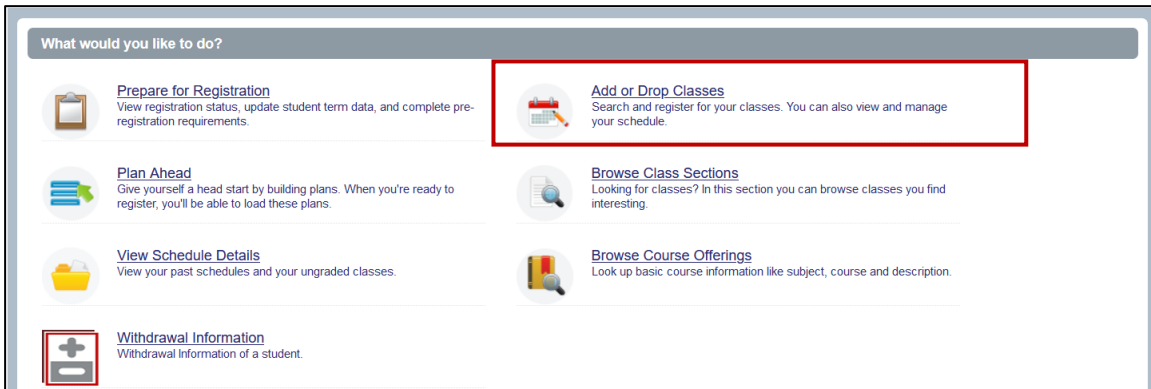 What would you like to do?
Prepare for Registration
View registration status, update student term data, and complete pre-
registration requirements.
Add or Drop Classes
Search and register for your classes. You can also view and manage
your schedule.
Plan Ahead
Give yourself a head start by building plans. When you're ready to
register, you'll be able to load these plans.
Browse Class Sections
Looking for classes? In this section you can browse classes you find
interesting.
View Schedule Details
View your past schedules and your ungraded classes.
Browse Course Offerings
Look up basic course information like subject, course and description.
Withdrawal Information
Withdrawal Information of a student.